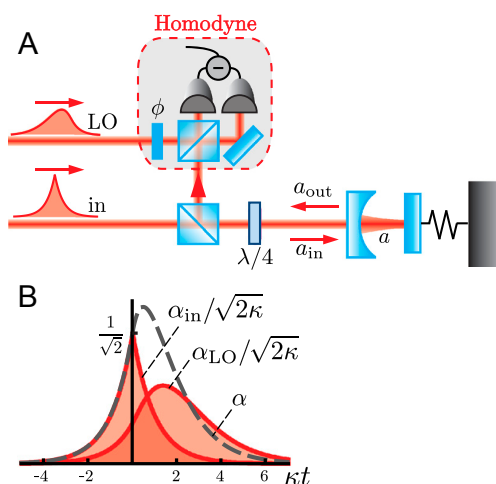 A
Homodyne
−
ϕ
LO
in
a_out
a_in
a
λ/4
B
1/√2
α_in/√2κ
α_LO/√2κ
α
-4 -2 2 4 6 κt